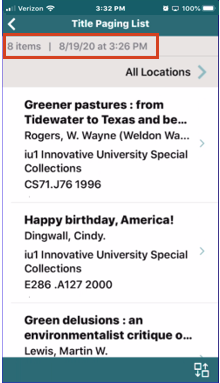 Verizon 3:32 PM 100%
Title Paging List
8 items | 8/19/20 at 3:26 PM
All Locations
Greener pastures : from
Tidewater to Texas and be...
Rogers, W. Wayne (Weldon Wa...
iu1 Innovative University Special
Collections
CS71.J76 1996
Happy birthday, America!
Dingwall, Cindy.
iu1 Innovative University Special
Collections
E286 .A127 2000
Green delusions : an
environmentalist critique o...
Lewis, Martin W.